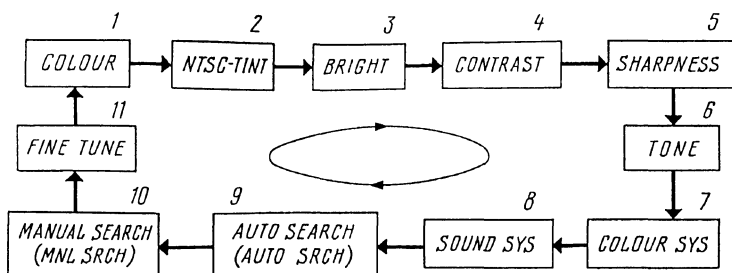 1
COLOUR
2
NTSC-TINT
3
BRIGHT
4
CONTRAST
5
SHARPNESS
6
TONE
7
COLOUR SYS
8
SOUND SYS
9
AUTO SEARCH
(AUTO SRCH)
10
MANUAL SEARCH
(MNL SRCH)
11
FINE TUNE